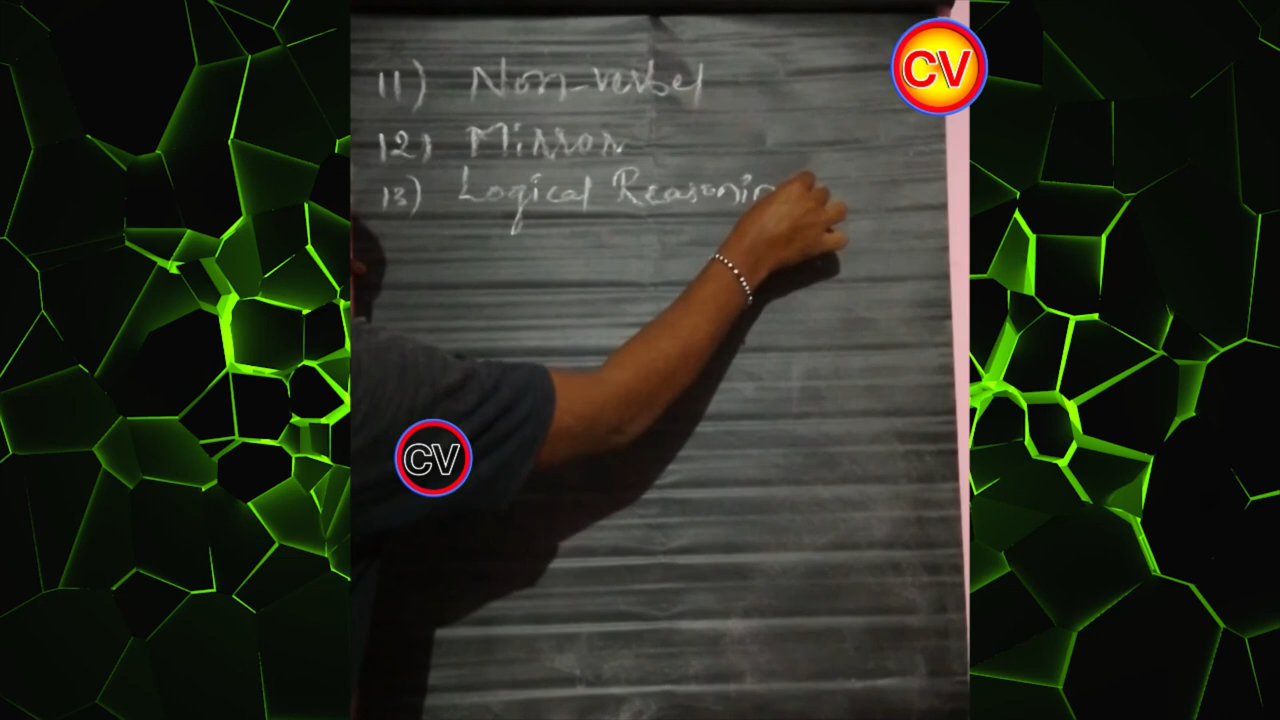 CV
11) Non-verbal
12) Mirror
13) Logical Reasonin
CV